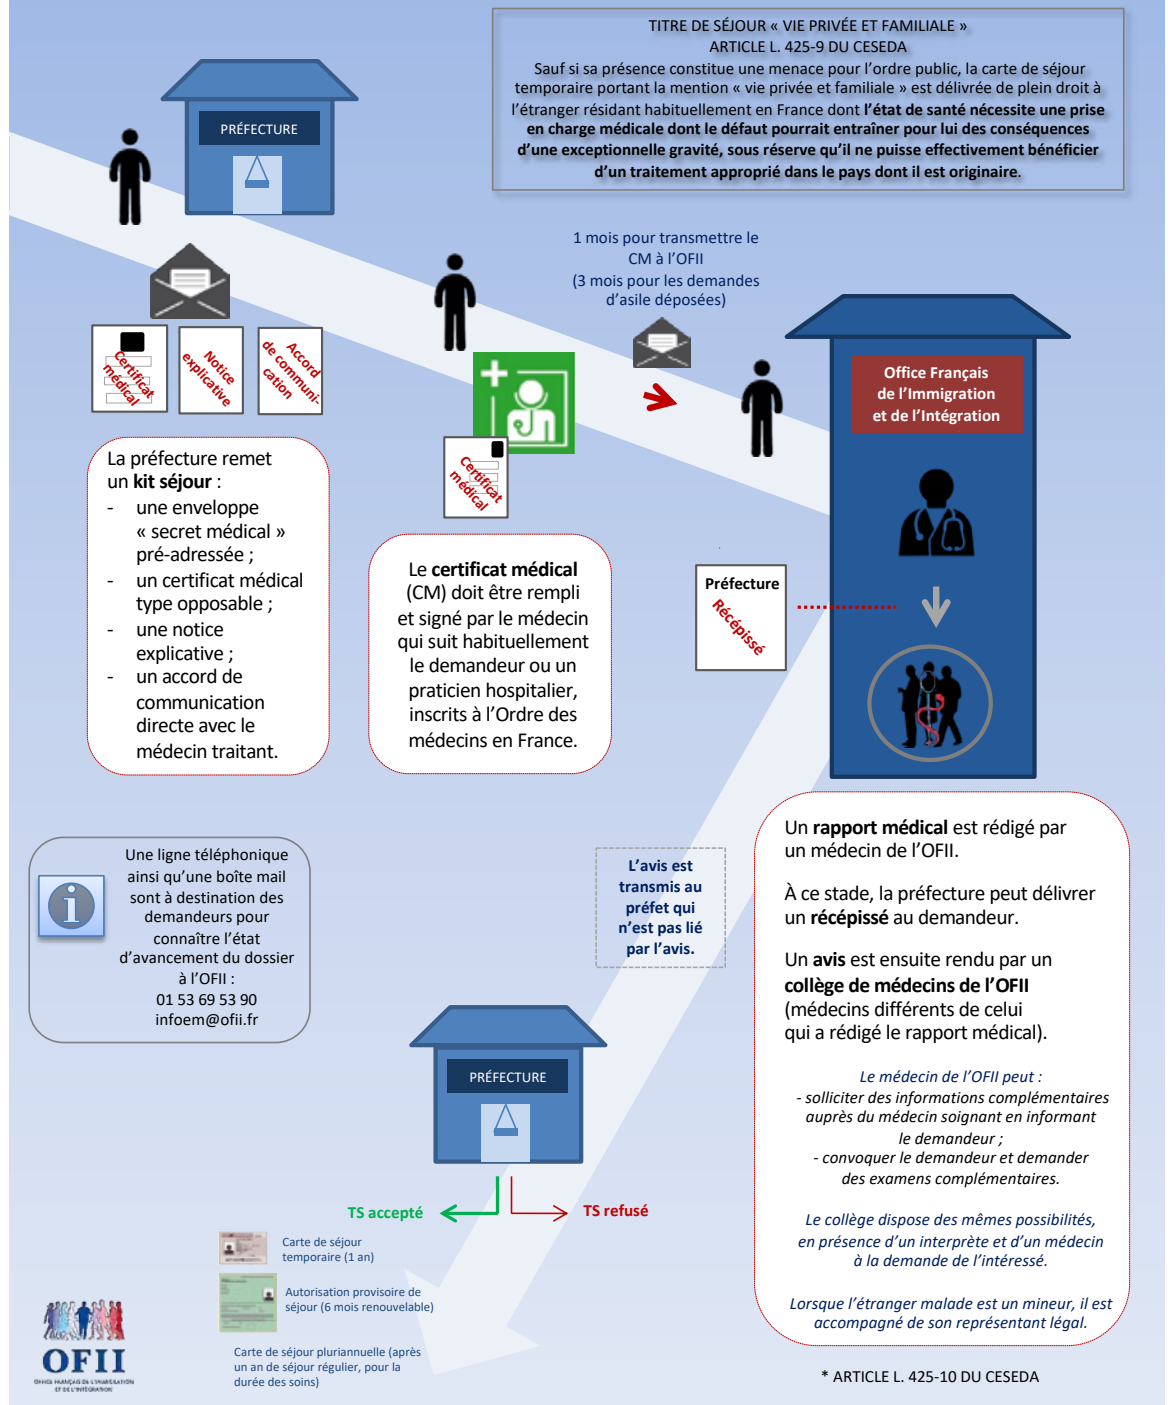 TITRE DE SÉJOUR « VIE PRIVÉE ET FAMILIALE »
ARTICLE L. 425-9 DU CESEDA
Sauf si sa présence constitue une menace pour l’ordre public, la carte de séjour
temporaire portant la mention « vie privée et familiale » est délivrée de plein droit à
l’étranger résidant habituellement en France dont l’état de santé nécessite une prise
en charge médicale dont le défaut pourrait entraîner pour lui des conséquences
d’une exceptionnelle gravité, sous réserve qu’il ne puisse effectivement bénéficier
d’un traitement approprié dans le pays dont il est originaire.
PRÉFECTURE
1 mois pour transmettre le
CM à l’OFII
(3 mois pour les demandes
d’asile déposées)
Certificat
médical
Notice
explicative
Accord
de communi-
cation
Office Français
de l’Immigration
et de l’Intégration
La préfecture remet
un kit séjour :
- une enveloppe
« secret médical »
pré-adressée ;
- un certificat médical
type opposable ;
- une notice
explicative ;
- un accord de
communication
directe avec le
médecin traitant.
Certificat
médical
Le certificat médical
(CM) doit être rempli
et signé par le médecin
qui suit habituellement
le demandeur ou un
praticien hospitalier,
inscrits à l’Ordre des
médecins en France.
Préfecture
Récépissé
Un rapport médical est rédigé par
un médecin de l’OFII.
À ce stade, la préfecture peut délivrer
un récépissé au demandeur.
Un avis est ensuite rendu par un
collège de médecins de l’OFII
(médecins différents de celui
qui a rédigé le rapport médical).
Le médecin de l’OFII peut :
- solliciter des informations complémentaires
auprès du médecin soignant en informant
le demandeur ;
- convoquer le demandeur et demander
des examens complémentaires.
Le collège dispose des mêmes possibilités,
en présence d’un interprète et d’un médecin
à la demande de l’intéressé.
Lorsque l’étranger malade est un mineur, il est
accompagné de son représentant légal.
* ARTICLE L. 425-10 DU CESEDA
Une ligne téléphonique
ainsi qu’une boîte mail
sont à destination des
demandeurs pour
connaître l’état
d’avancement du dossier
à l’OFII :
01 53 69 53 90
infoem@ofii.fr
L’avis est
transmis au
préfet qui
n’est pas lié
par l’avis.
PRÉFECTURE
TS accepté
TS refusé
Carte de séjour
temporaire (1 an)
Autorisation provisoire de
séjour (6 mois renouvelable)
Carte de séjour pluriannuelle (après
un an de séjour régulier, pour la
durée des soins)
OFII
OFFICE FRANÇAIS DE L’IMMIGRATION
ET DE L’INTÉGRATION